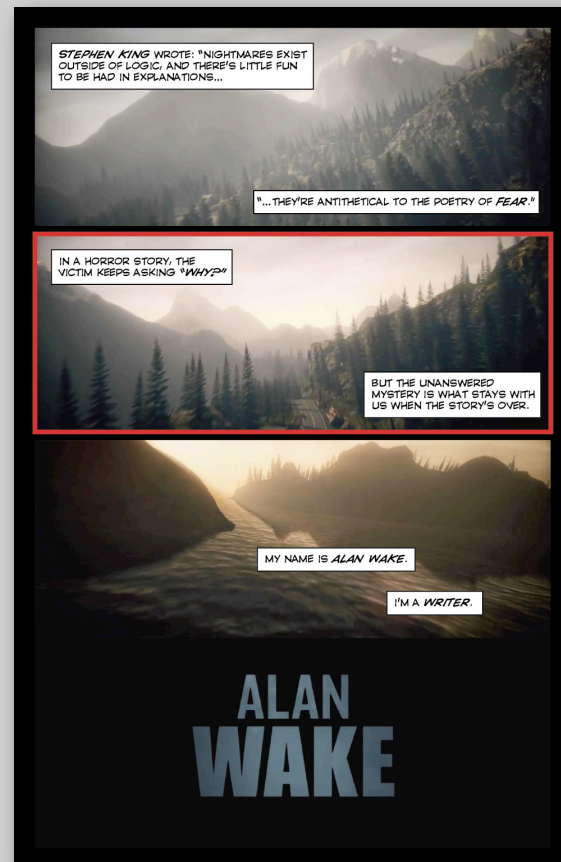 STEPHEN KING WROTE: "NIGHTMARES EXIST
OUTSIDE OF LOGIC, AND THERE'S LITTLE FUN
TO BE HAD IN EXPLANATIONS...
"...THEY'RE ANTITHETICAL TO THE POETRY OF FEAR."
IN A HORROR STORY, THE
VICTIM KEEPS ASKING "WHY?"
BUT THE UNANSWERED
MYSTERY IS WHAT STAYS WITH
US WHEN THE STORY'S OVER.
MY NAME IS ALAN WAKE.
I'M A WRITER.
ALAN
WAKE